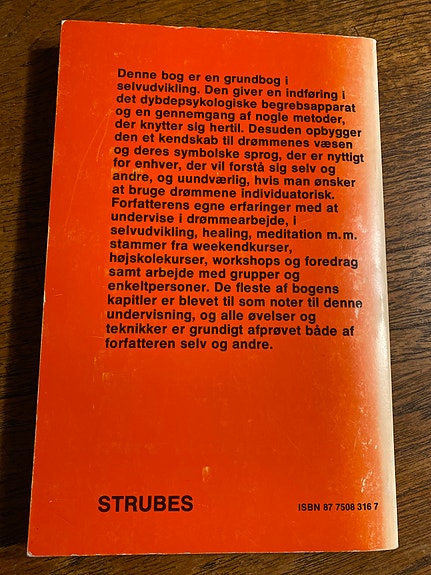 Denne bog er en grundbog i
selvudvikling. Den giver en indføring i
det dybdepsykologiske begrebsapparat
og en gennemgang af nogle metoder,
der knytter sig hertil. Desuden opbygger
den et kendskab til drømmenes væsen
og deres symbolske sprog, der er nyttigt
for enhver, der vil forstå sig selv og
andre, og uundværlig, hvis man ønsker
at bruge drømmene individuatorisk.
Forfatterens egne erfaringer med at
undervise i drømmearbejde, i
selvudvikling, healing, meditation m.m.
stammer fra weekendkurser,
højskolekurser, workshops og foredrag
samt arbejde med grupper og
enkeltpersoner. De fleste af bogens
kapitler er blevet til som noter til denne
undervisning, og alle øvelser og
teknikker er grundigt afprøvet både af
forfatteren selv og andre.
STRUBES
ISBN 87 7508 316 7